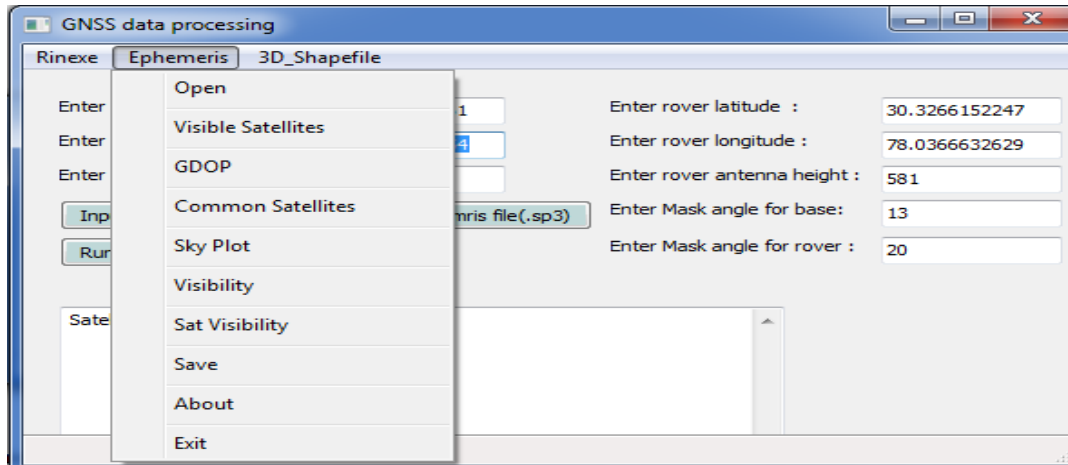 GNSS data processing
Rinexe Ephemeris 3D_Shapefile
Open
Visible Satellites
GDOP
Common Satellites
Sky Plot
Visibility
Sat Visibility
Save
About
Exit
Enter 1 Enter rover latitude : 30.3266152247
Enter 4 Enter rover longitude : 78.0366632629
Enter Enter rover antenna height : 581
Inp mris file(.sp3) Enter Mask angle for base: 13
Run Enter Mask angle for rover : 20
Satel